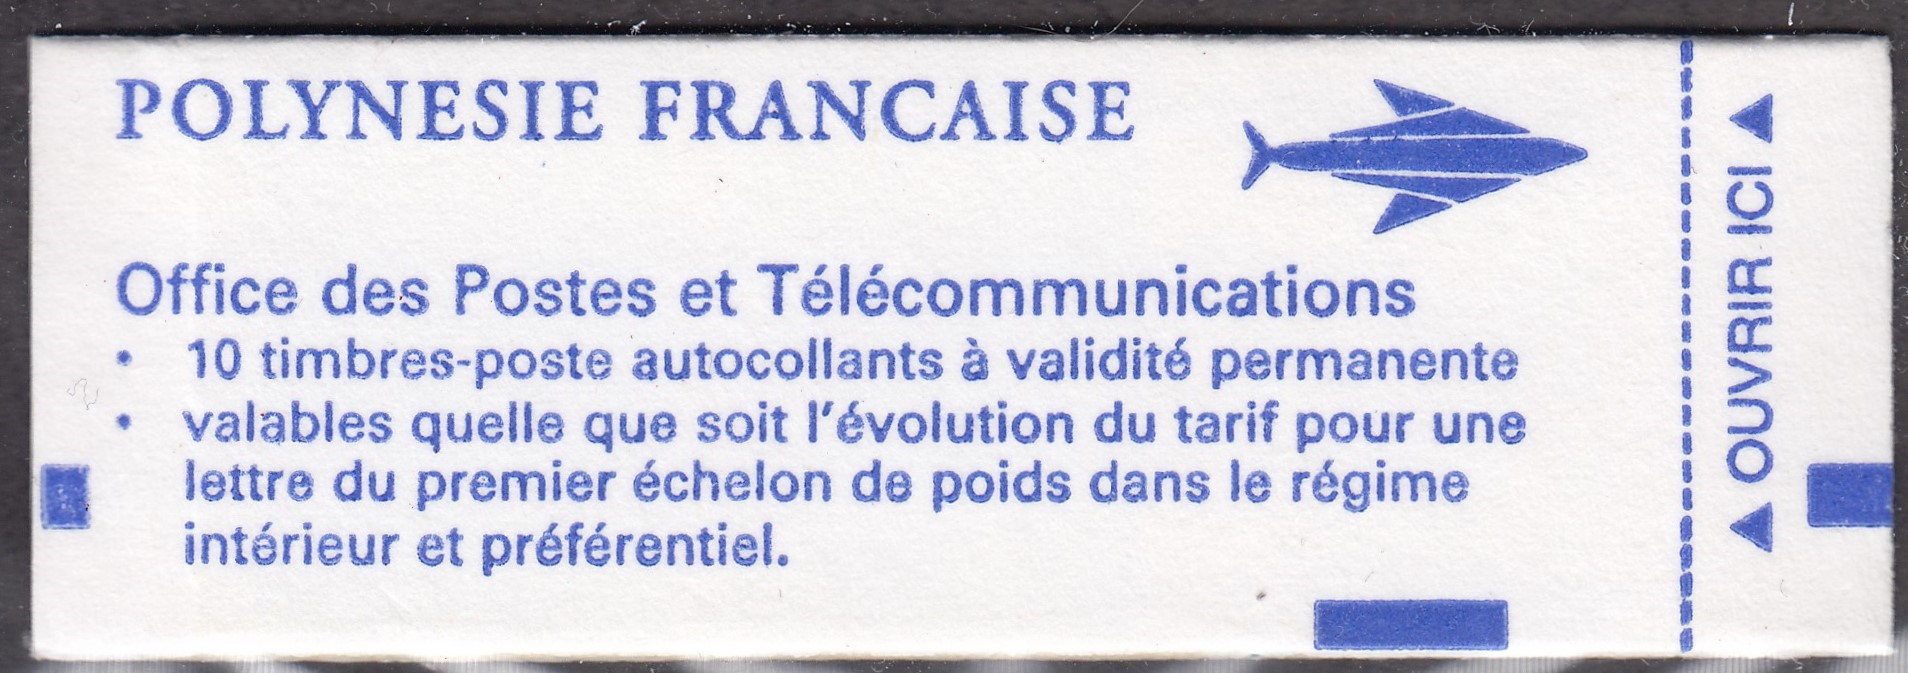 POLYNESIE FRANCAISE
Office des Postes et Télécommunications
• 10 timbres-poste autocollants à validité permanente
• valables quelle que soit l'évolution du tarif pour une
lettre du premier échelon de poids dans le régime
intérieur et préférentiel.
▲ OUVRIR ICI ▲